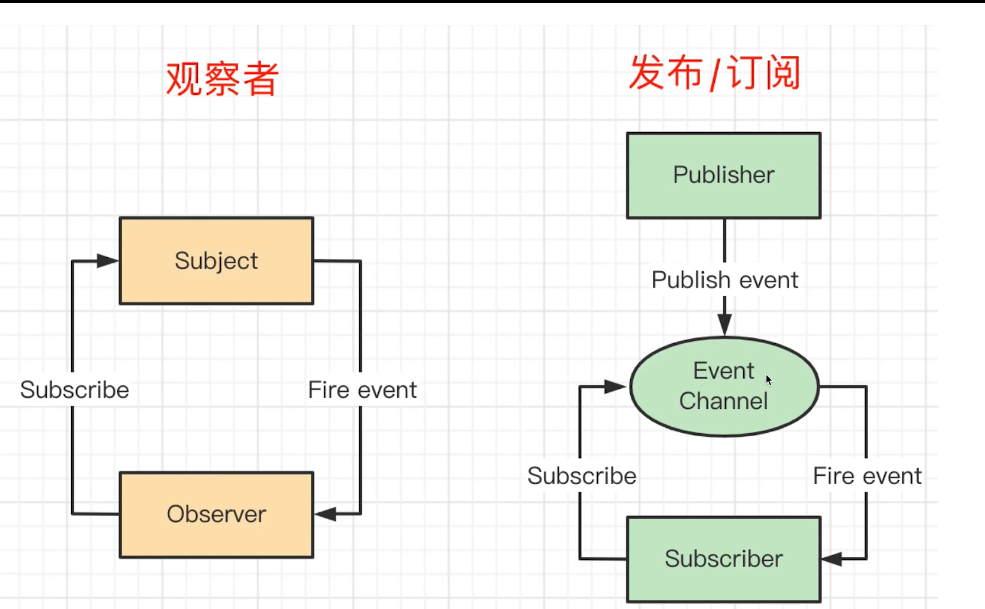 观察者
发布/订阅
Publisher
Subject
Publish event
Event
Channel
Subscribe
Fire event
Subscribe
Fire event
Observer
Subscriber